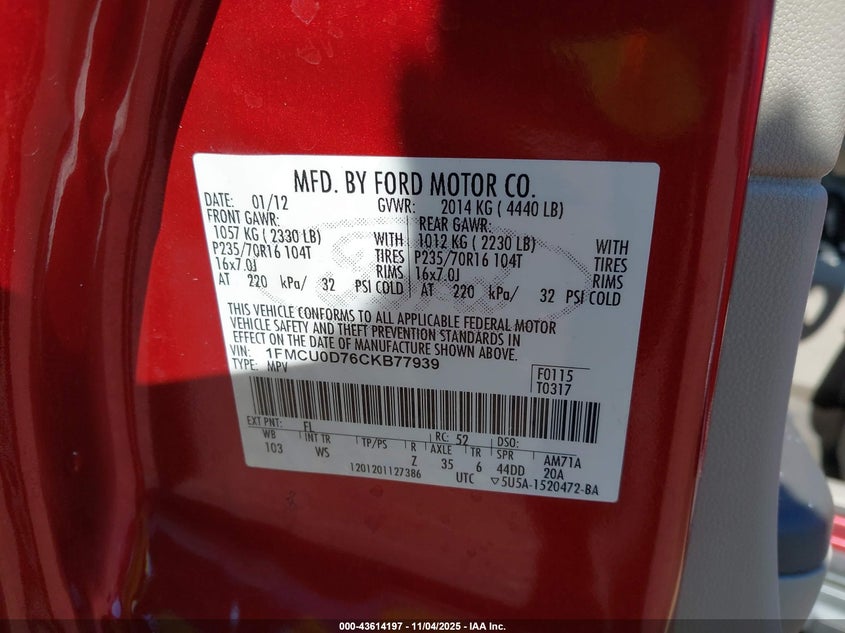 MFD. BY FORD MOTOR CO.
DATE: 01/12 GVWR: 2014 KG ( 4440 LB)
FRONT GAWR: REAR GAWR:
1057 KG ( 2330 LB) WITH 1012 KG ( 2230 LB) WITH
P235/70R16 104T TIRES P235/70R16 104T TIRES
16x7.0J RIMS 16x7.0J RIMS
AT 220 kPa/ 32 PSI COLD AT 220 kPa/ 32 PSI COLD
THIS VEHICLE CONFORMS TO ALL APPLICABLE FEDERAL MOTOR
VEHICLE SAFETY AND THEFT PREVENTION STANDARDS IN
EFFECT ON THE DATE OF MANUFACTURE SHOWN ABOVE.
VIN: 1FMCU0D76CKB77939
TYPE: MPV
F0115
T0317
EXT PNT: FL RC: 52 DSO:
WB INT TR TP/PS R AXLE TR SPR AM71A
103 WS Z 35 6 44DD 20A
1201201127386 UTC ▽5U5A-1520472-BA
000-43614197 - 11/04/2025 - IAA Inc.